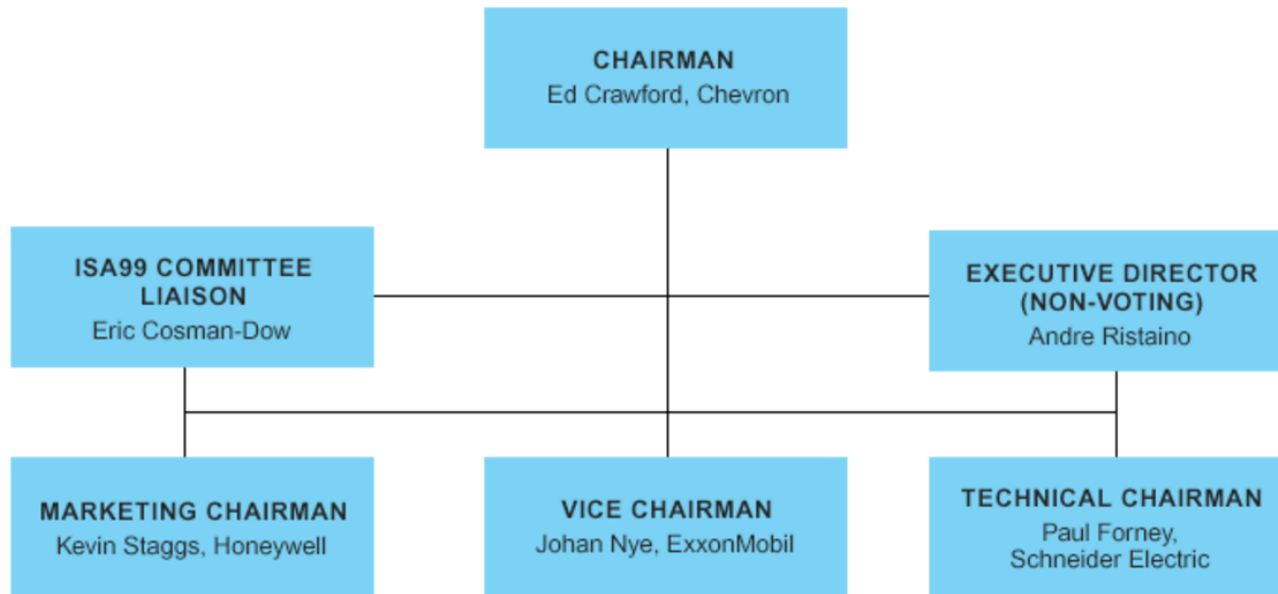 CHAIRMAN
Ed Crawford, Chevron
ISA99 COMMITTEE
LIAISON
Eric Cosman-Dow
EXECUTIVE DIRECTOR
(NON-VOTING)
Andre Ristaino
MARKETING CHAIRMAN
Kevin Staggs, Honeywell
VICE CHAIRMAN
Johan Nye, ExxonMobil
TECHNICAL CHAIRMAN
Paul Forney,
Schneider Electric